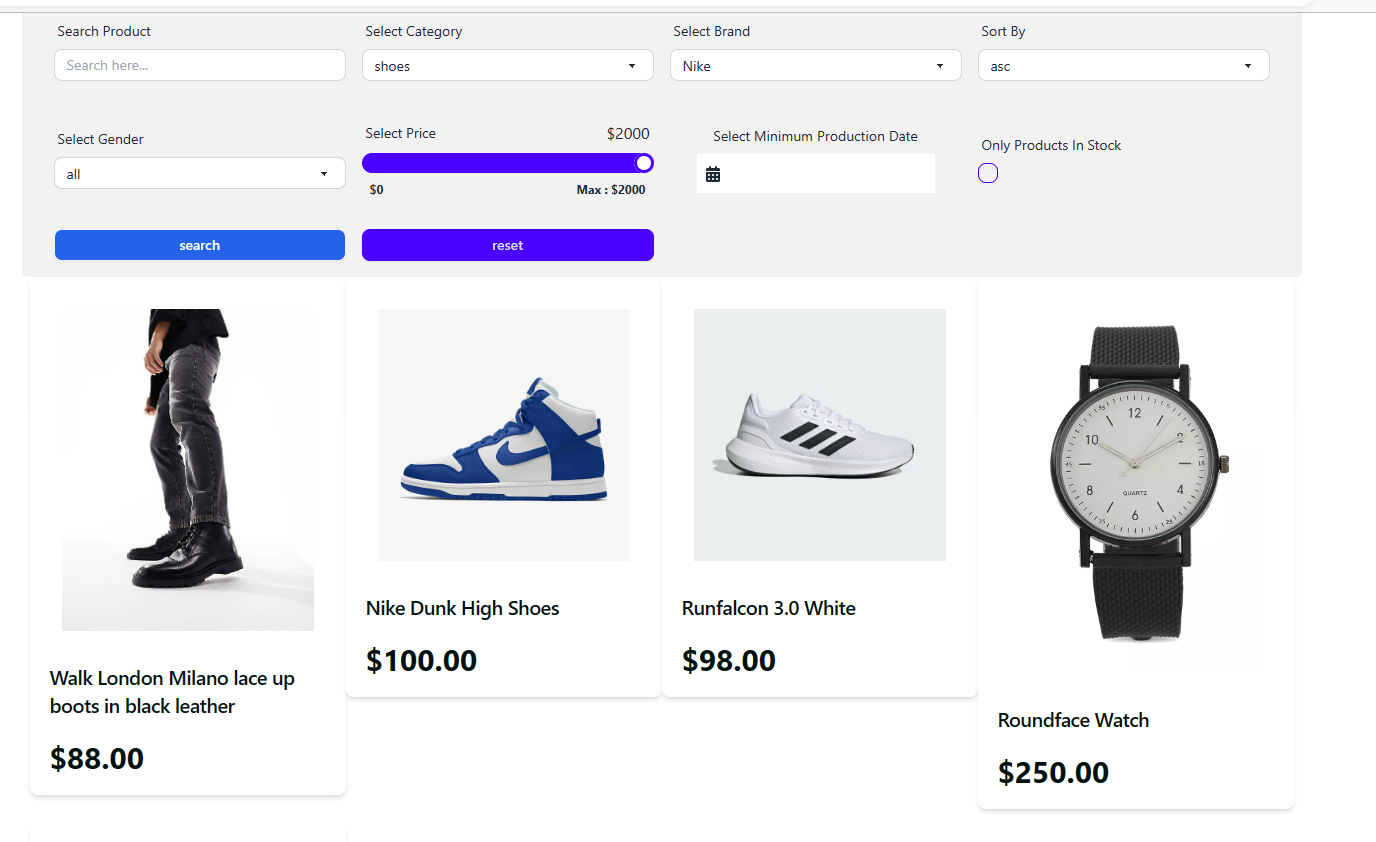 Search Product
Select Category
Select Brand
Sort By
Search here...
shoes
Nike
asc
Select Gender
Select Price
$2000
Select Minimum Production Date
Only Products In Stock
all
$0
Max : $2000
search
reset
12
10
2
8
4
6
QUARTZ
Nike Dunk High Shoes
$100.00
Runfalcon 3.0 White
$98.00
Walk London Milano lace up
boots in black leather
$88.00
Roundface Watch
$250.00